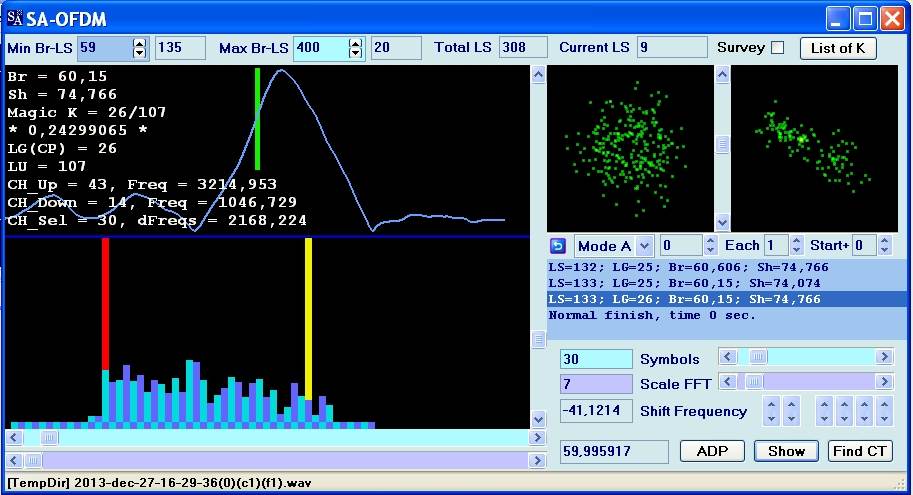 SA-OFDM
Min Br-LS 59 135 Max Br-LS 400 20 Total LS 308 Current LS 9 Survey List of K
Br = 60,15
Sh = 74,766
Magic K = 26/107
* 0,24299065 *
LG(CP) = 26
LU = 107
CH_Up = 43, Freq = 3214,953
CH_Down = 14, Freq = 1046,729
CH_Sel = 30, dFreqs = 2168,224
Mode A 0 Each 1 Start+ 0
LS=132; LG=25; Br=60,606; Sh=74,766
LS=133; LG=25; Br=60,15; Sh=74,074
LS=133; LG=26; Br=60,15; Sh=74,766
Normal finish, time 0 sec.
30 Symbols
7 Scale FFT
-41,1214 Shift Frequency
59,995917 ADP Show Find CT
[TempDir] 2013-dec-27-16-29-36(0)(c1)(f1).wav